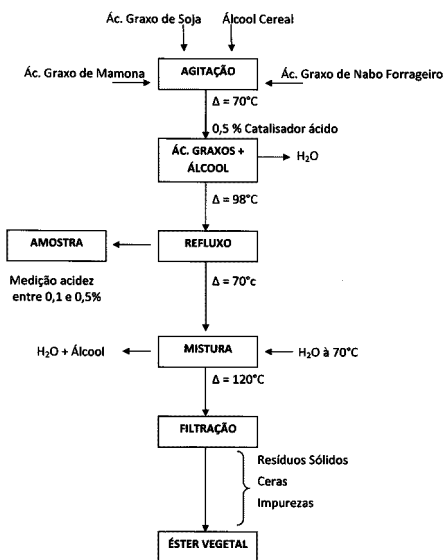 Ác. Graxo de Soja
Álcool Cereal
Ác. Graxo de Mamona
AGITAÇÃO
Ác. Graxo de Nabo Forrageiro
Δ = 70°C
0,5 % Catalisador ácido
ÁC. GRAXOS +
ÁLCOOL
H₂O
Δ = 98°C
AMOSTRA
REFLUXO
Medição acidez
entre 0,1 e 0,5%
Δ = 70°c
H₂O + Álcool
MISTURA
H₂O à 70°C
Δ = 120°C
FILTRAÇÃO
Resíduos Sólidos
Ceras
Impurezas
ÉSTER VEGETAL